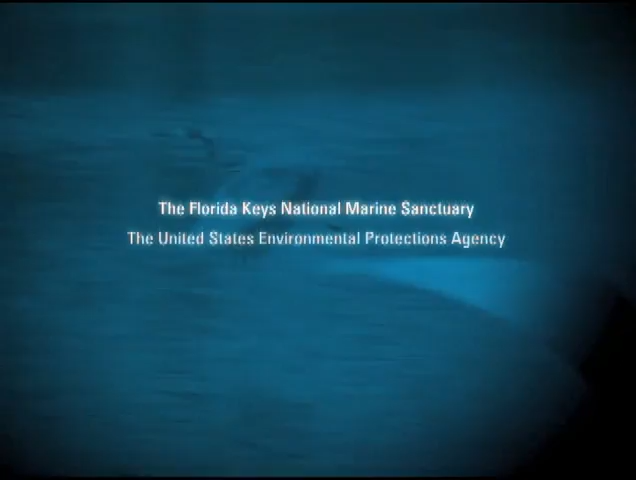 The Florida Keys National Marine Sanctuary
The United States Environmental Protections Agency